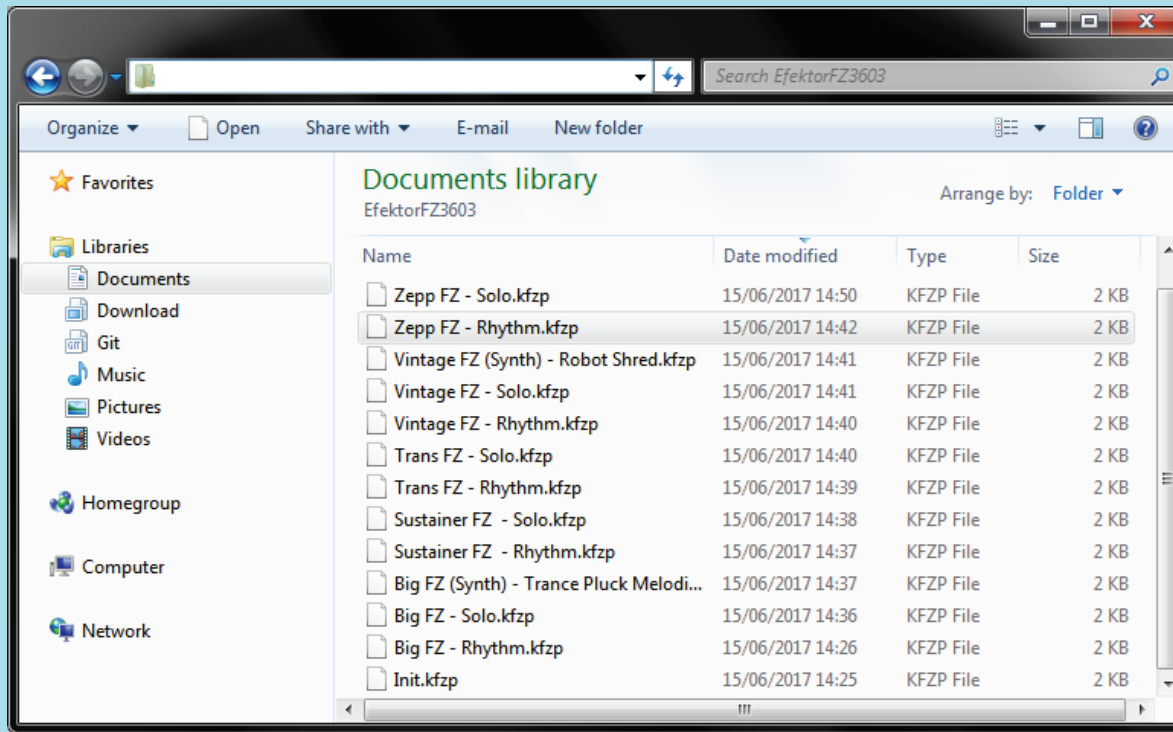 Search EfektorFZ3603
Organize Open Share with E-mail New folder
Favorites
Libraries
Documents
Download
Git
Music
Pictures
Videos
Homegroup
Computer
Network
Documents library
EfektorFZ3603
Arrange by: Folder
Name Date modified Type Size
Zepp FZ - Solo.kfzp 15/06/2017 14:50 KFZP File 2 KB
Zepp FZ - Rhythm.kfzp 15/06/2017 14:42 KFZP File 2 KB
Vintage FZ (Synth) - Robot Shred.kfzp 15/06/2017 14:41 KFZP File 2 KB
Vintage FZ - Solo.kfzp 15/06/2017 14:41 KFZP File 2 KB
Vintage FZ - Rhythm.kfzp 15/06/2017 14:40 KFZP File 2 KB
Trans FZ - Solo.kfzp 15/06/2017 14:40 KFZP File 2 KB
Trans FZ - Rhythm.kfzp 15/06/2017 14:39 KFZP File 2 KB
Sustainer FZ  - Solo.kfzp 15/06/2017 14:38 KFZP File 2 KB
Sustainer FZ  - Rhythm.kfzp 15/06/2017 14:37 KFZP File 2 KB
Big FZ (Synth) - Trance Pluck Melodi... 15/06/2017 14:37 KFZP File 2 KB
Big FZ - Solo.kfzp 15/06/2017 14:36 KFZP File 2 KB
Big FZ - Rhythm.kfzp 15/06/2017 14:26 KFZP File 2 KB
Init.kfzp 15/06/2017 14:25 KFZP File 2 KB